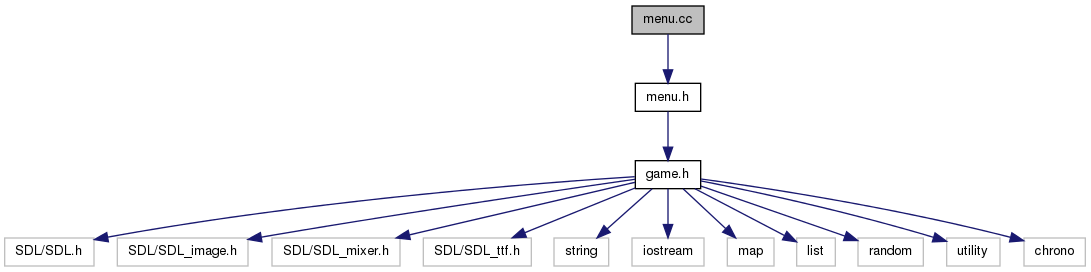 menu.cc
menu.h
game.h
SDL/SDL.h
SDL/SDL_image.h
SDL/SDL_mixer.h
SDL/SDL_ttf.h
string
iostream
map
list
random
utility
chrono